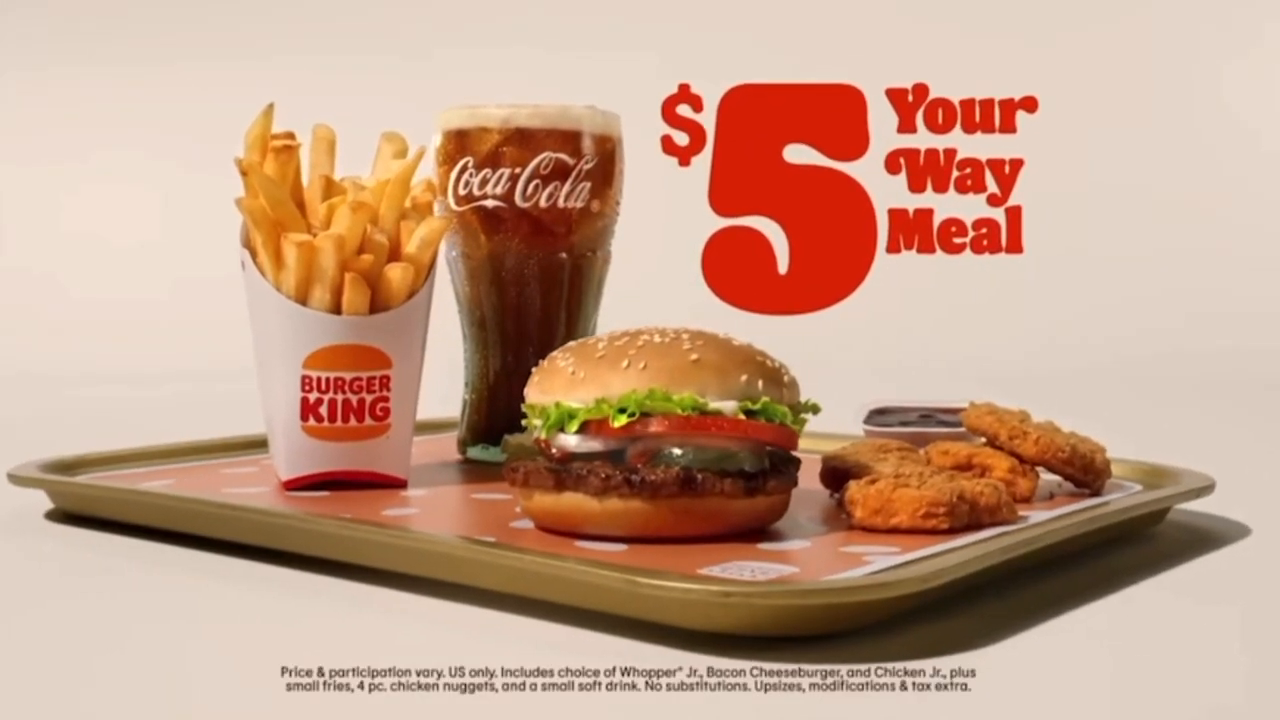 $5 Your
Way
Meal
Coca-Cola®
BURGER
KING
Price & participation vary. US only. Includes choice of Whopper® Jr., Bacon Cheeseburger, and Chicken Jr., plus
small fries, 4 pc. chicken nuggets, and a small soft drink. No substitutions. Upsizes, modifications & tax extra.